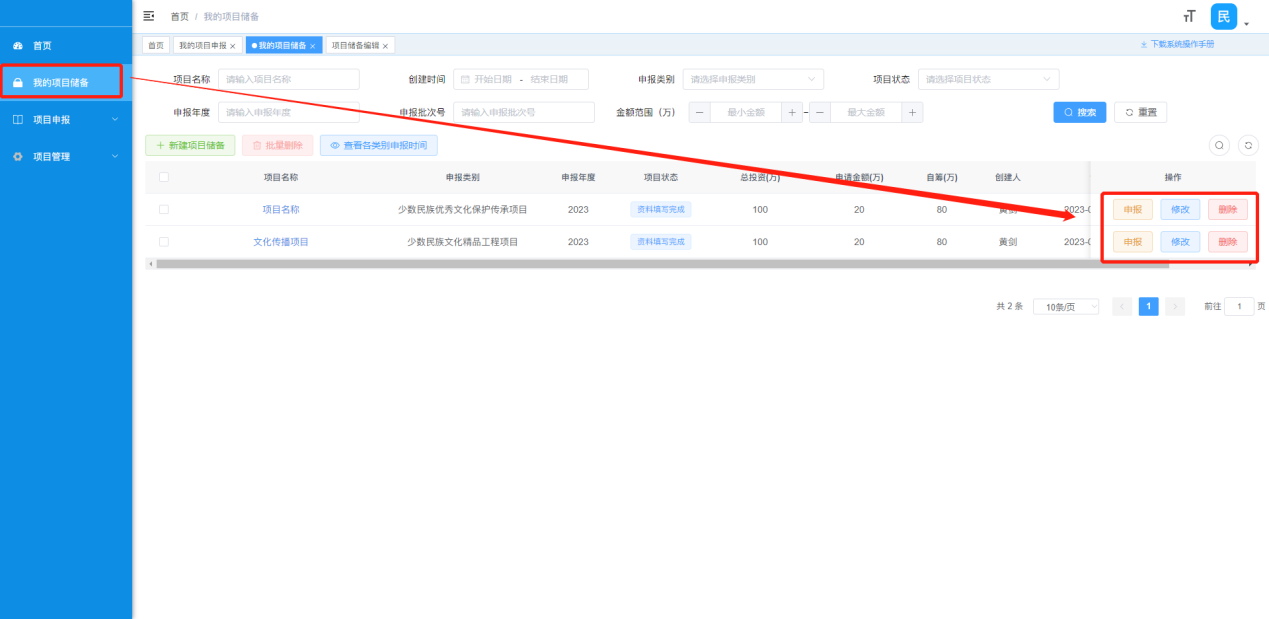 首页 / 我的项目储备
民
首页
我的项目储备
项目申报
项目管理
首页 我的项目申报 × 我的项目储备 × 项目储备编辑 × 下载系统操作手册
项目名称 请输入项目名称 创建时间 开始日期 - 结束日期 申报类别 请选择申报类别 项目状态 请选择项目状态
申报年度 请输入申报年度 申报批次号 请输入申报批次号 金额范围（万） - 最小金额 + - - 最大金额 + 搜索 重置
+ 新建项目储备 批量删除 查看各类别申报时间
项目名称 申报类别 申报年度 项目状态 总投资(万) 申请金额(万) 自筹(万) 创建人 操作
项目名称 少数民族优秀文化保护传承项目 2023 资料填写完成 100 20 80 黄剑 2023-0 申报 修改 删除
文化传播项目 少数民族文化精品工程项目 2023 资料填写完成 100 20 80 黄剑 2023-0 申报 修改 删除
共 2 条 10条/页 < 1 > 前往 1 页